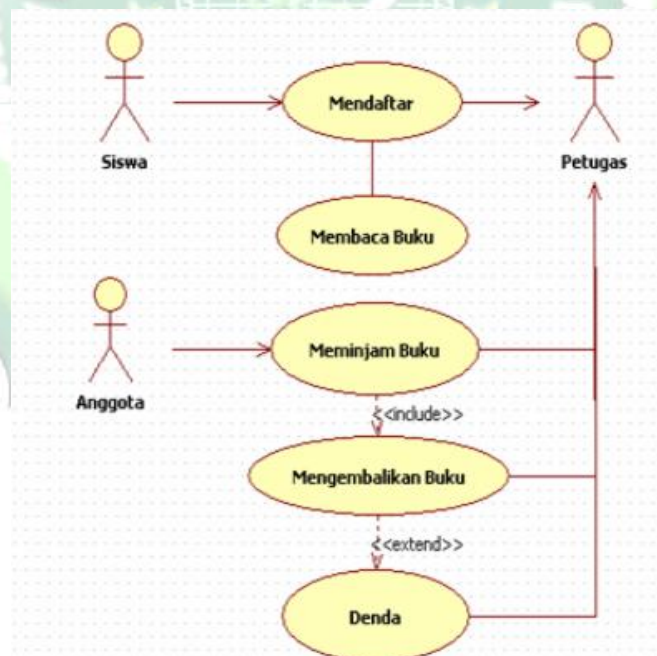 Mendaftar
Siswa
Petugas
Membaca Buku
Meminjam Buku
Anggota
<<include>>
Mengembalikan Buku
<<extend>>
Denda